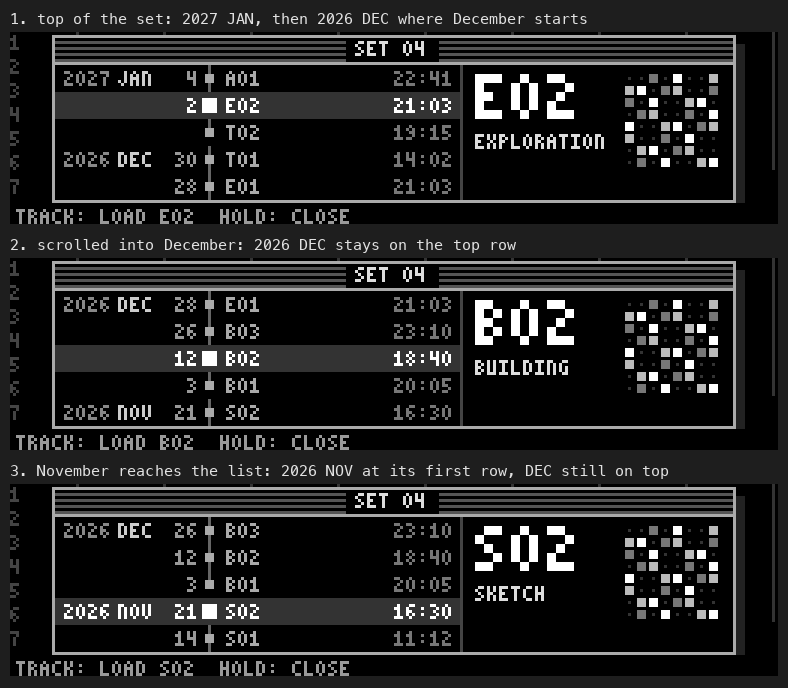 1. top of the set: 2027 JAN, then 2026 DEC where December starts
1
2
3
4
5
6
7
SET 04
2027 JAN 4 A01 22:41
2 E02 21:03
T02 19:15
2026 DEC 30 T01 14:02
28 E01 21:03
E02
EXPLORATION
TRACK: LOAD E02 HOLD: CLOSE
2. scrolled into December: 2026 DEC stays on the top row
1
2
3
4
5
6
7
SET 04
2026 DEC 28 E01 21:03
26 B03 23:10
12 B02 18:40
3 B01 20:05
2026 NOV 21 S02 16:30
B02
BUILDING
TRACK: LOAD B02 HOLD: CLOSE
3. November reaches the list: 2026 NOV at its first row, DEC still on top
1
2
3
4
5
6
7
SET 04
2026 DEC 26 B03 23:10
12 B02 18:40
3 B01 20:05
2026 NOV 21 S02 16:30
14 S01 11:12
S02
SKETCH
TRACK: LOAD S02 HOLD: CLOSE